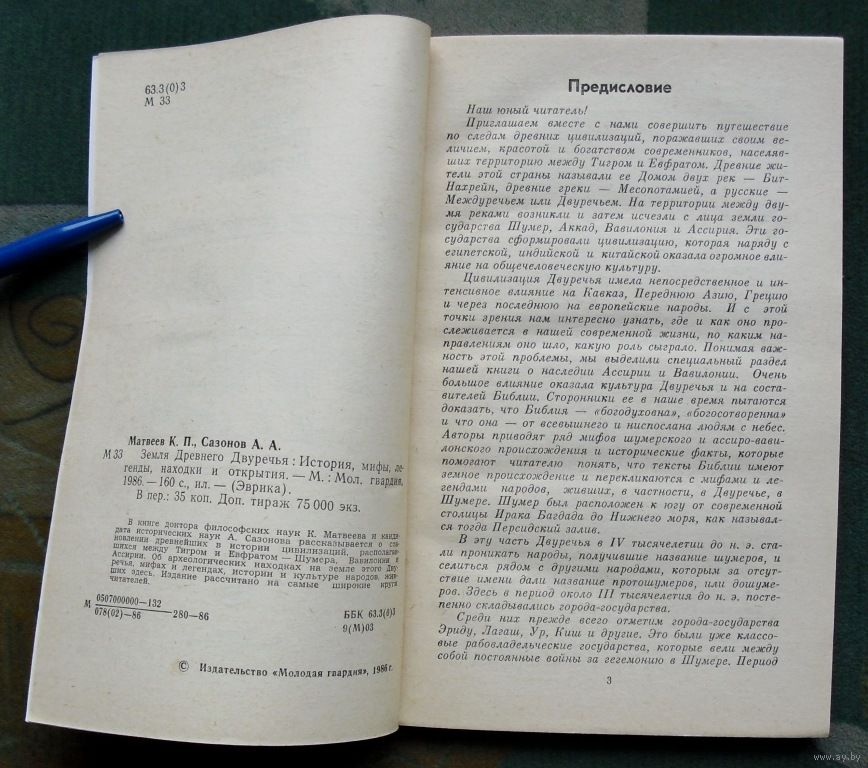 63.3(0)3
М 33
Матвеев К. П., Сазонов А. А.
М 33 Земля Древнего Двуречья : История, мифы, ле-
генды, находки и открытия. — М. : Мол. гвардия,
1986. — 160 с., ил. — (Эврика).
В пер.: 35 коп. Доп. тираж 75 000 экз.
В книге доктора философских наук К. Матвеева и канди-
дата исторических наук А. Сазонова рассказывается о ста-
новлении древнейших в истории цивилизаций, располагав-
шихся между Тигром и Евфратом — Шумера, Вавилонии и
Ассирии. Об археологических находках на земле этого Дву-
речья, мифах и легендах, истории и культуре народов, жив-
ших здесь. Издание рассчитано на самые широкие круги
читателей.
М 0507000000—132
078(02)—86 280—86
ББК 63.3(0)3
9(М)03
© Издательство «Молодая гвардия», 1986 г.
Предисловие
Наш юный читатель!
Приглашаем вместе с нами совершить путешествие
по следам древних цивилизаций, поражавших своим ве-
личием, красотой и богатством современников, населяв-
ших территорию между Тигром и Евфратом. Древние жи-
тели этой страны называли ее Домом двух рек — Бит-
Нахрейн, древние греки — Месопотамией, а русские —
Междуречьем или Двуречьем. На территории между дву-
мя реками возникли и затем исчезли с лица земли го-
сударства Шумер, Аккад, Вавилония и Ассирия. Эти го-
сударства сформировали цивилизацию, которая наряду с
египетской, индийской и китайской оказала огромное вли-
яние на общечеловеческую культуру.
Цивилизация Двуречья имела непосредственное и ин-
тенсивное влияние на Кавказ, Переднюю Азию, Грецию
и через последнюю на европейские народы. И с этой
точки зрения нам интересно узнать, где и как оно про-
слеживается в нашей современной жизни, по каким на-
правлениям оно шло, какую роль сыграло. Понимая важ-
ность этой проблемы, мы выделили специальный раздел
нашей книги о наследии Ассирии и Вавилонии. Очень
большое влияние оказала культура Двуречья и на соста-
вителей Библии. Сторонники ее в наше время пытаются
доказать, что Библия — «богодуховна», «богосотворенна»
и что она — от всевышнего и ниспослана людям с небес.
Авторы приводят ряд мифов шумерского и ассиро-вави-
лонского происхождения и исторические факты, которые
помогают читателю понять, что тексты Библии имеют
земное происхождение и перекликаются с мифами и ле-
гендами народов, живших, в частности, в Двуречье, в
Шумере. Шумер был расположен к югу от современной
столицы Ирака Багдада до Нижнего моря, как называл-
ся тогда Персидский залив.
В эту часть Двуречья в IV тысячелетии до н. э. ста-
ли проникать народы, получившие название шумеров, и
селиться рядом с другими народами, которым за отсут-
ствие имени дали название протошумеров, или дошуме-
ров. Здесь в период около III тысячелетия до н. э. посте-
пенно складывались города-государства.
Среди них прежде всего отметим города-государства
Эриду, Лагаш, Ур, Киш и другие. Это были уже классо-
вые рабовладельческие государства, которые вели между
собой постоянные войны за гегемонию в Шумере. Период
3
www.ay.by